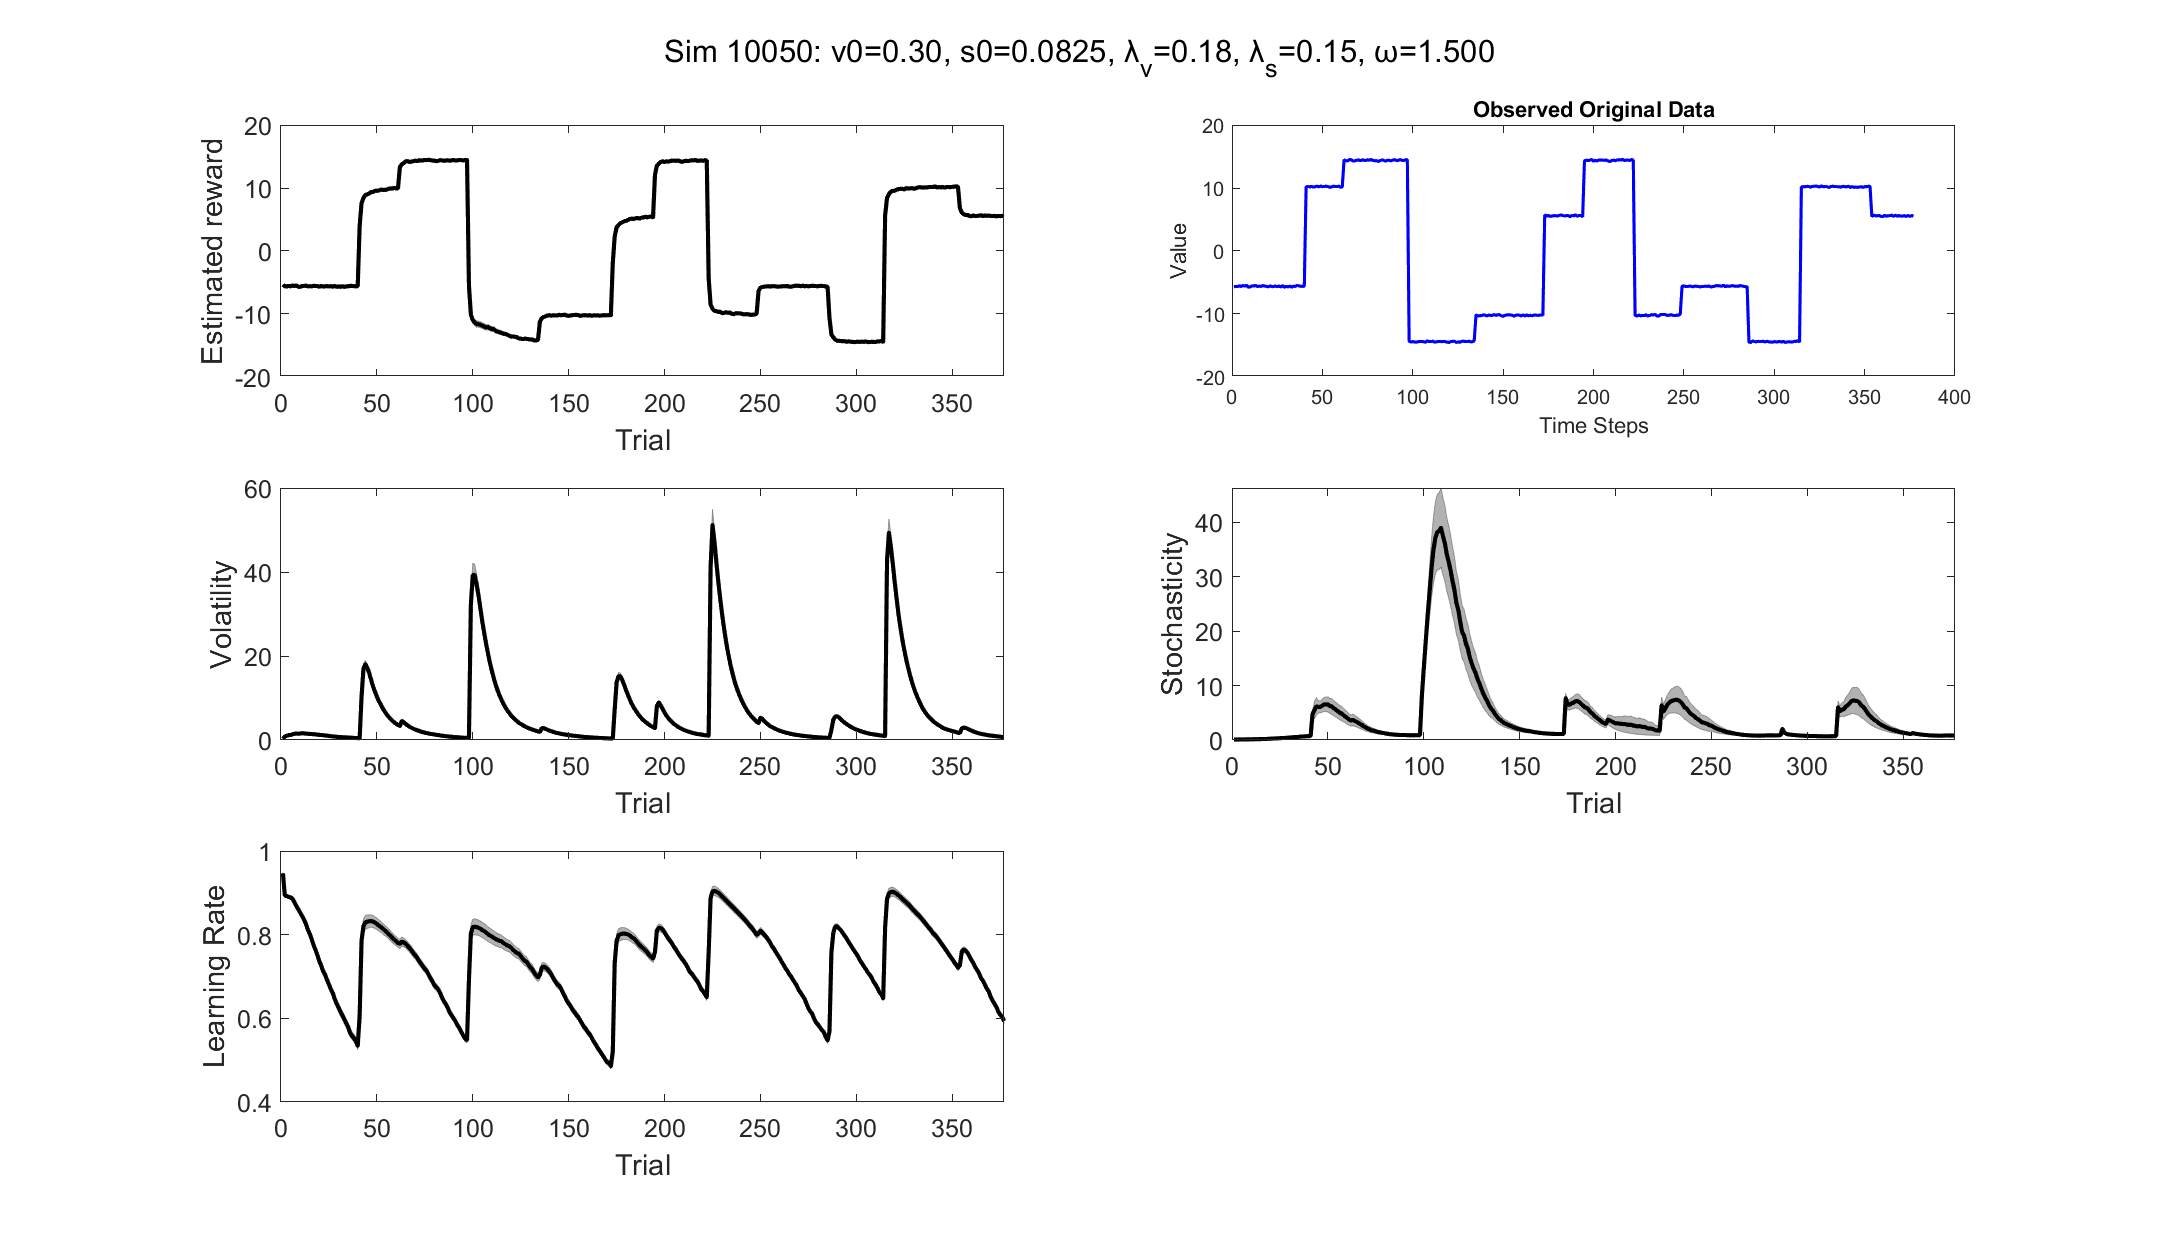 Sim 10050: v0=0.30, s0=0.0825, λv=0.18, λs=0.15, ω=1.500
20
10
0
-10
-20
Estimated reward
0 50 100 150 200 250 300 350
Trial
Observed Original Data
20
10
0
-10
-20
Value
0 50 100 150 200 250 300 350 400
Time Steps
60
40
20
0
Volatility
0 50 100 150 200 250 300 350
Trial
40
30
20
10
0
Stochasticity
0 50 100 150 200 250 300 350
Trial
1
0.8
0.6
0.4
Learning Rate
0 50 100 150 200 250 300 350
Trial